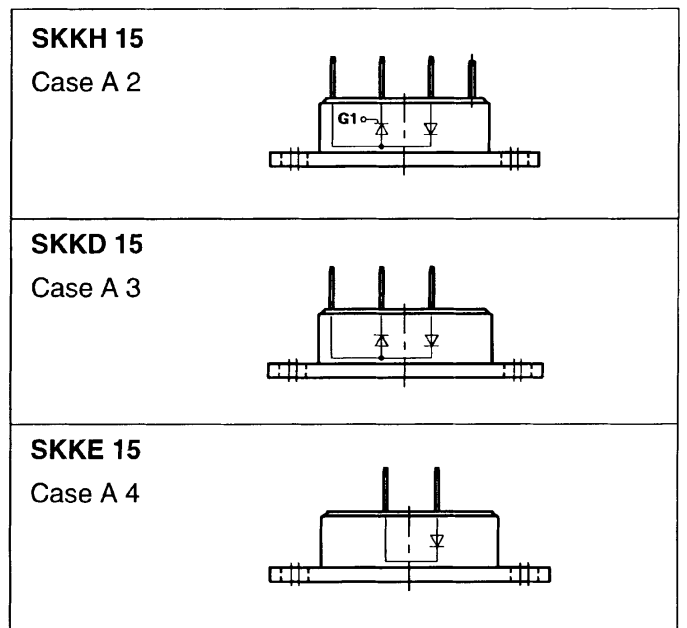 SKKH 15
Case A 2
G1
SKKD 15
Case A 3
SKKE 15
Case A 4